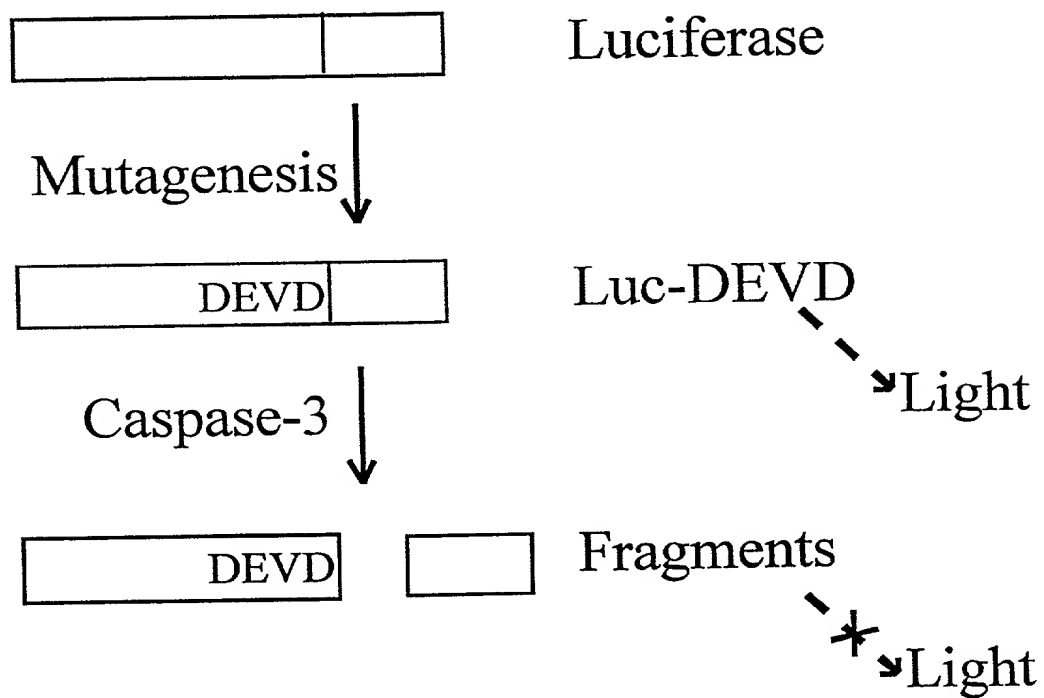 Luciferase
Mutagenesis
DEVD
Luc-DEVD
Light
Caspase-3
DEVD
Fragments
Light